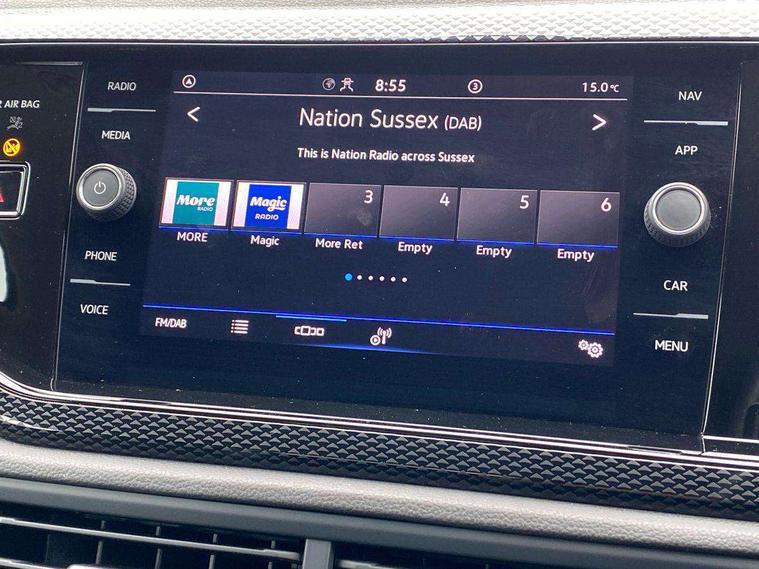 RADIO
MEDIA
PHONE
VOICE
R AIR BAG
3
8:55
3
15.0°C
<
Nation Sussex (DAB)
>
This is Nation Radio across Sussex
More
RADIO
Magic
RADIO
3
4
5
6
MORE
Magic
More Ret
Empty
Empty
Empty
FM/DAB
NAV
APP
CAR
MENU